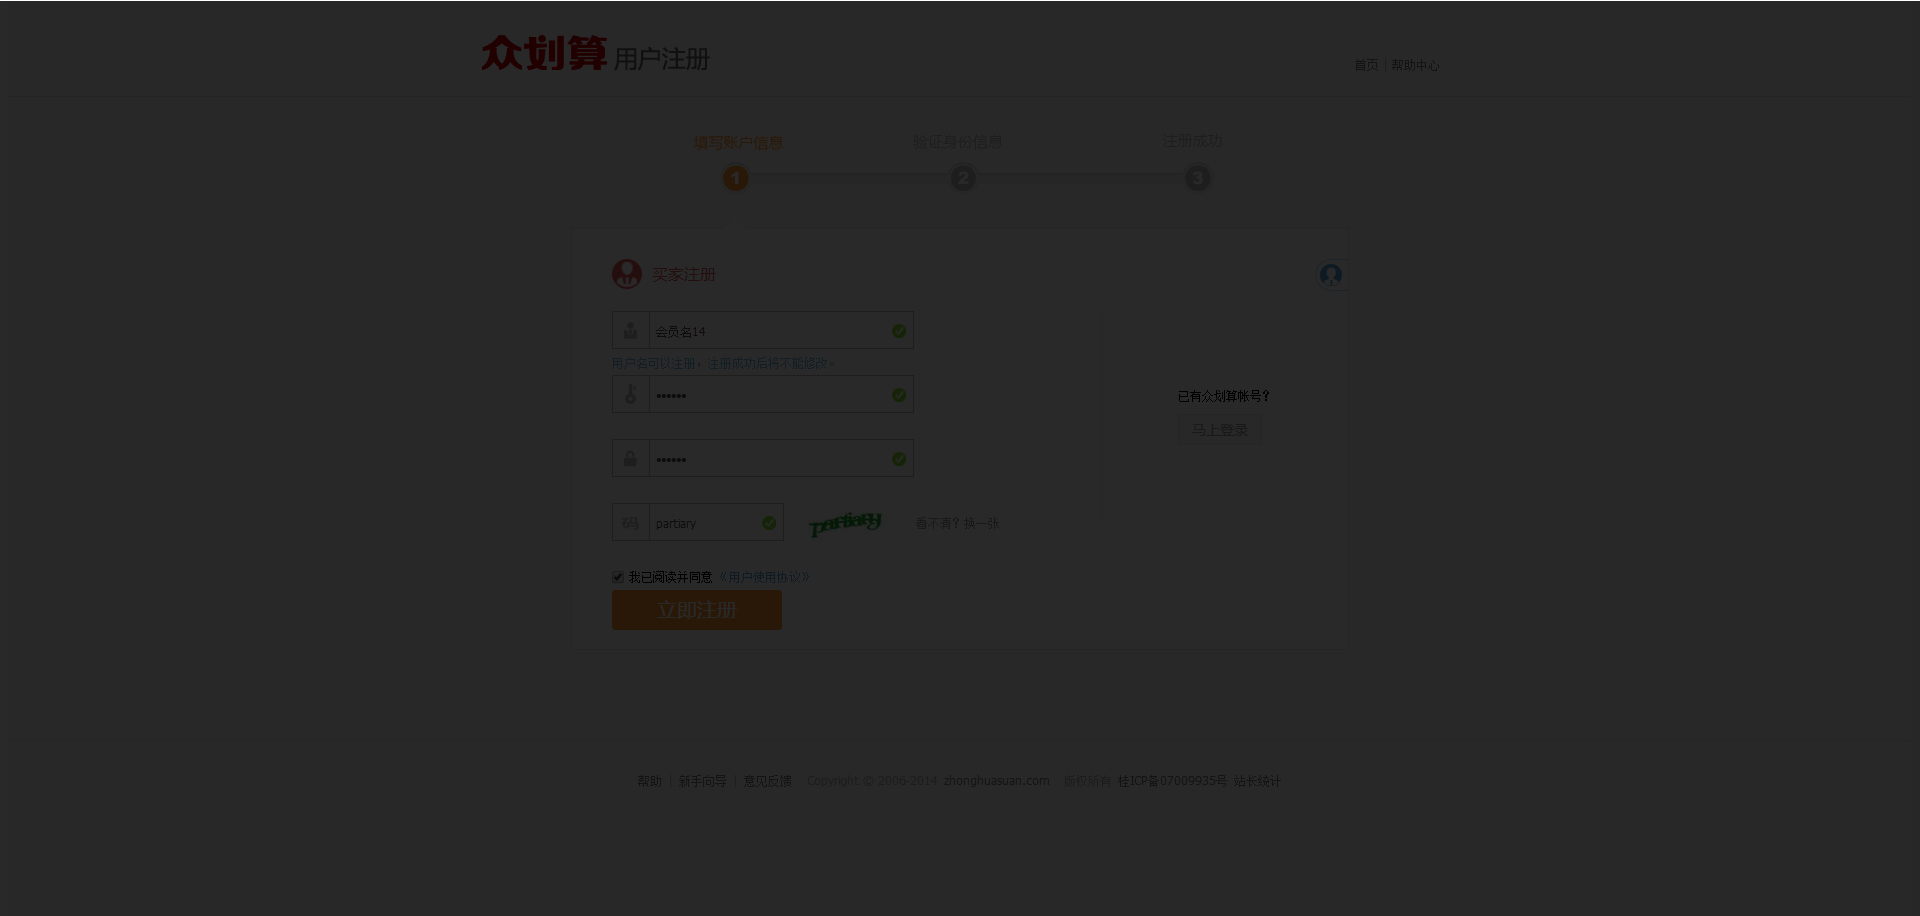 众划算 用户注册
首页 | 帮助中心
填写账户信息 验证身份信息 注册成功
1 2 3
买家注册
会员名14
用户名可以注册，注册成功后将不能修改。
••••••
已有众划算帐号？
马上登录
••••••
码 partiary partiary 看不清？换一张
我已阅读并同意 《用户使用协议》
立即注册
帮助 | 新手向导 | 意见反馈 Copyright © 2006-2014 zhonghuasuan.com 版权所有 桂ICP备07009935号 站长统计